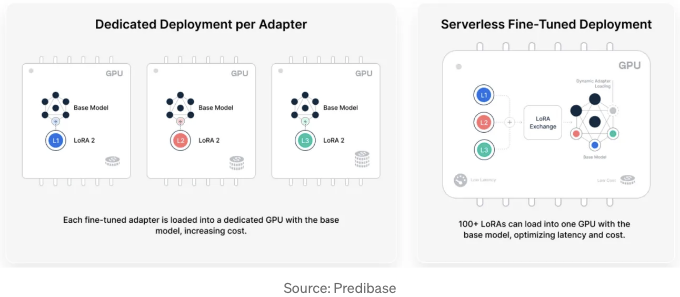 Dedicated Deployment per Adapter
GPU
Base Model
L1
LoRA 2
GPU
Base Model
L2
LoRA 2
GPU
Base Model
L3
LoRA 2
Each fine-tuned adapter is loaded into a dedicated GPU with the base
model, increasing cost.
Serverless Fine-Tuned Deployment
GPU
Dynamic Adapter
Loading
L1
L2
L3
LoRA
Exchange
Base Model
Low Latency
Low Cost
100+ LoRAs can load into one GPU with the
base model, optimizing latency and cost.
Source: Predibase